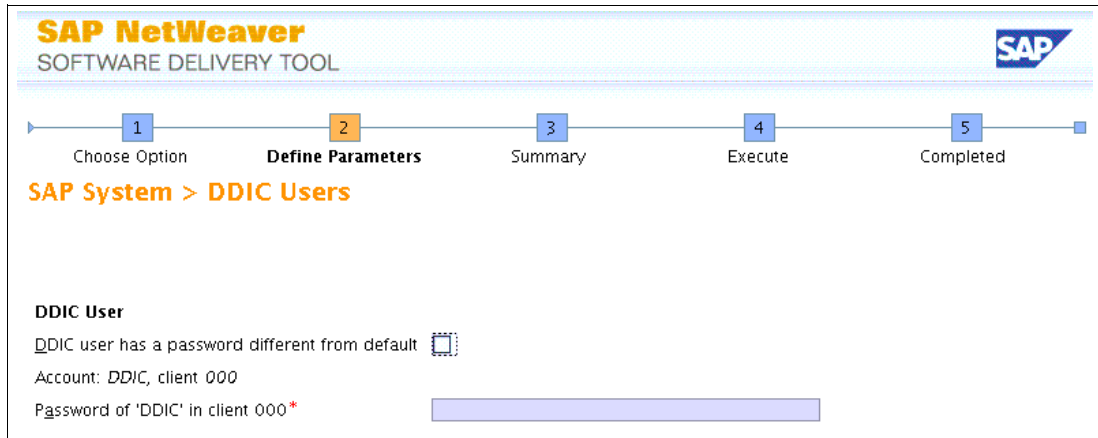 SAP NetWeaver
SOFTWARE DELIVERY TOOL
SAP
1 2 3 4 5
Choose Option Define Parameters Summary Execute Completed
SAP System > DDIC Users
DDIC User
DDIC user has a password different from default
Account: DDIC, client 000
Password of 'DDIC' in client 000*